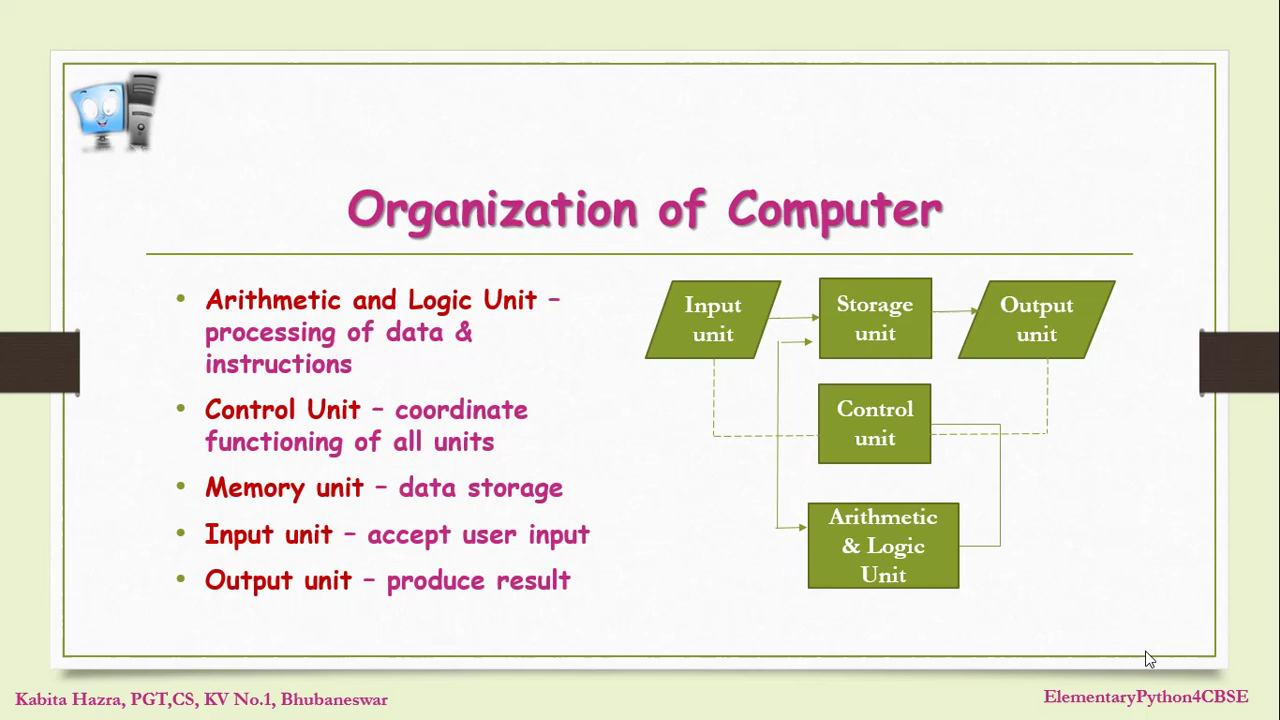 Organization of Computer
• Arithmetic and Logic Unit –
processing of data &
instructions
• Control Unit – coordinate
functioning of all units
• Memory unit – data storage
• Input unit – accept user input
• Output unit – produce result
Input
unit
Storage
unit
Output
unit
Control
unit
Arithmetic
& Logic
Unit
Kabita Hazra, PGT,CS, KV No.1, Bhubaneswar
ElementaryPython4CBSE